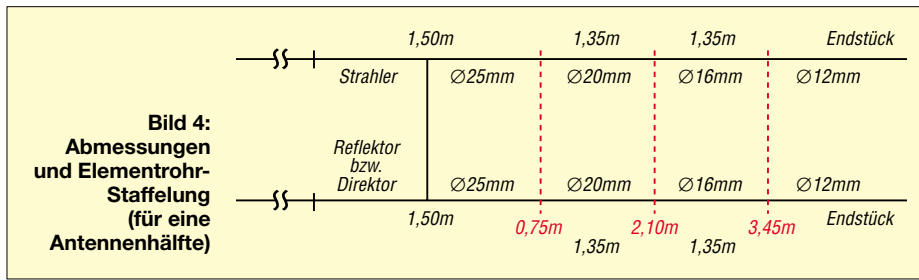 1,50m 1,35m 1,35m Endstück
Strahler ∅25mm ∅20mm ∅16mm ∅12mm
Bild 4:
Abmessungen
und Elementrohr-
Staffelung
(für eine
Antennenhälfte)
Reflektor
bzw.
Direktor ∅25mm ∅20mm ∅16mm ∅12mm
1,50m 0,75m 2,10m 3,45m Endstück
1,35m 1,35m